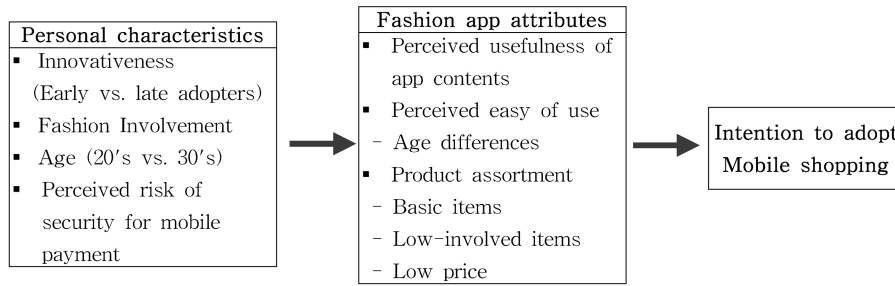 Personal characteristics
▪ Innovativeness
(Early vs. late adopters)
▪ Fashion Involvement
▪ Age (20's vs. 30's)
▪ Perceived risk of
security for mobile
payment
Fashion app attributes
▪ Perceived usefulness of
app contents
▪ Perceived easy of use
- Age differences
▪ Product assortment
- Basic items
- Low-involved items
- Low price
Intention to adopt
Mobile shopping